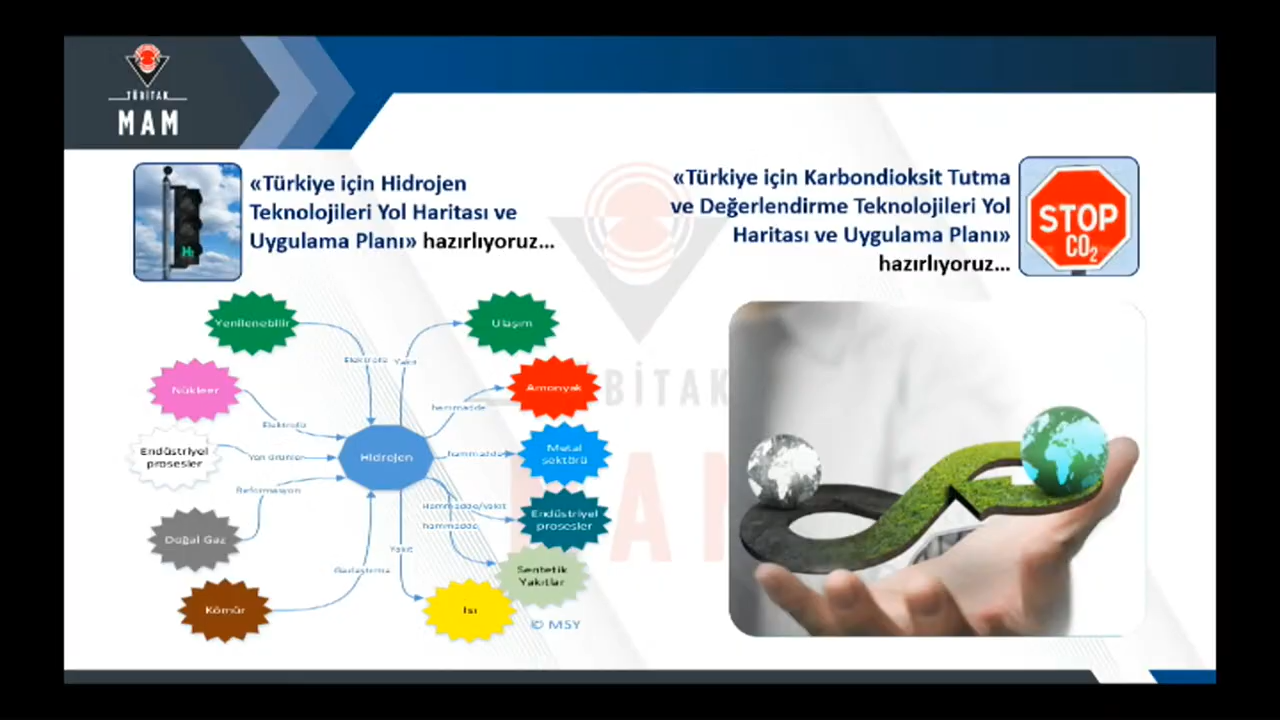 TÜBİTAK
MAM
«Türkiye için Hidrojen
Teknolojileri Yol Haritası ve
Uygulama Planı» hazırlıyoruz...
H₂
«Türkiye için Karbondioksit Tutma
ve Değerlendirme Teknolojileri Yol
Haritası ve Uygulama Planı»
hazırlıyoruz...
STOP
CO₂
Yenilenebilir
Nükleer
Endüstriyel
prosesler
Doğal Gaz
Kömür
Elektroliz
Elektroliz
Yan ürünler
Reformasyon
Gazlaştırma
Hidrojen
Yakıt
hammadde
hammadde
Hammadde/yakıt
hammadde
Yakıt
Ulaşım
Amonyak
Metal
sektörü
Endüstriyel
prosesler
Sentetik
Yakıtlar
Isı
© MSY
TÜBİTAK
MAM